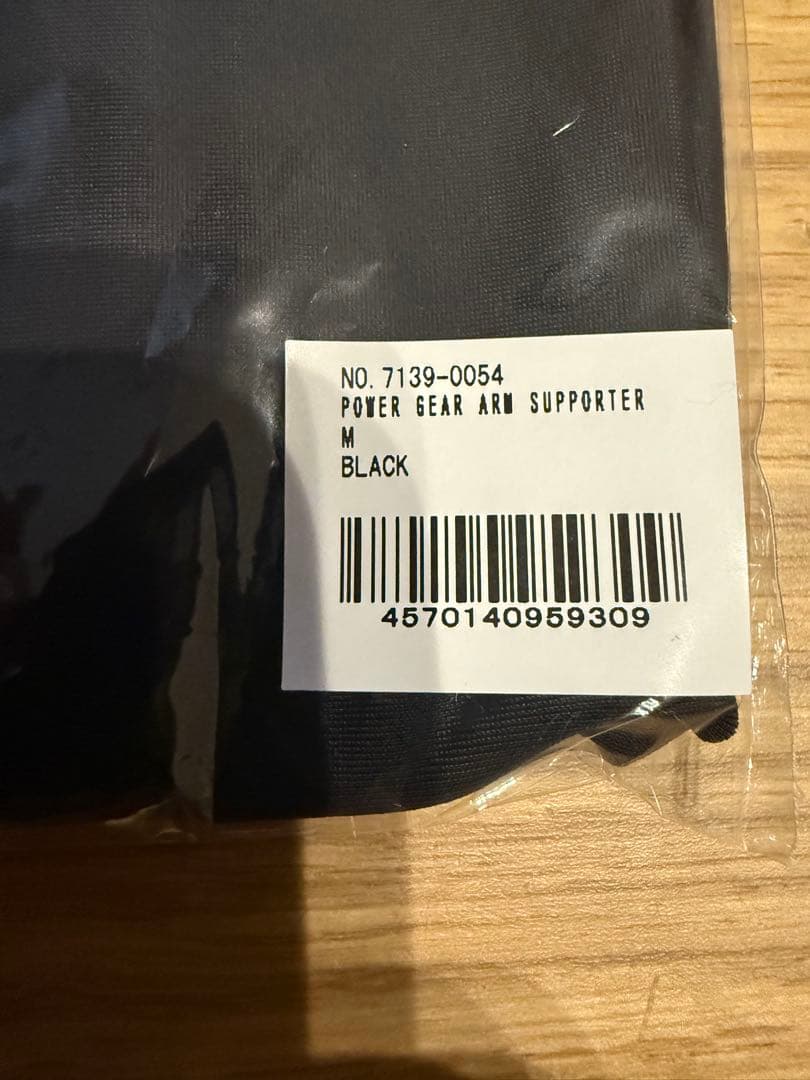 NO. 7139-0054
POWER GEAR ARM SUPPORTER
M
BLACK
4570140959309